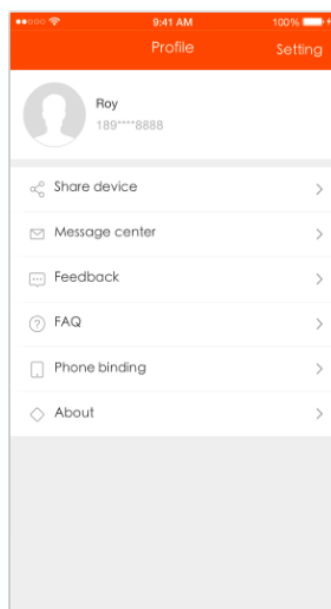 9:41 AM
100%
Profile
Setting
Roy
189****8888
Share device
Message center
Feedback
FAQ
Phone binding
About